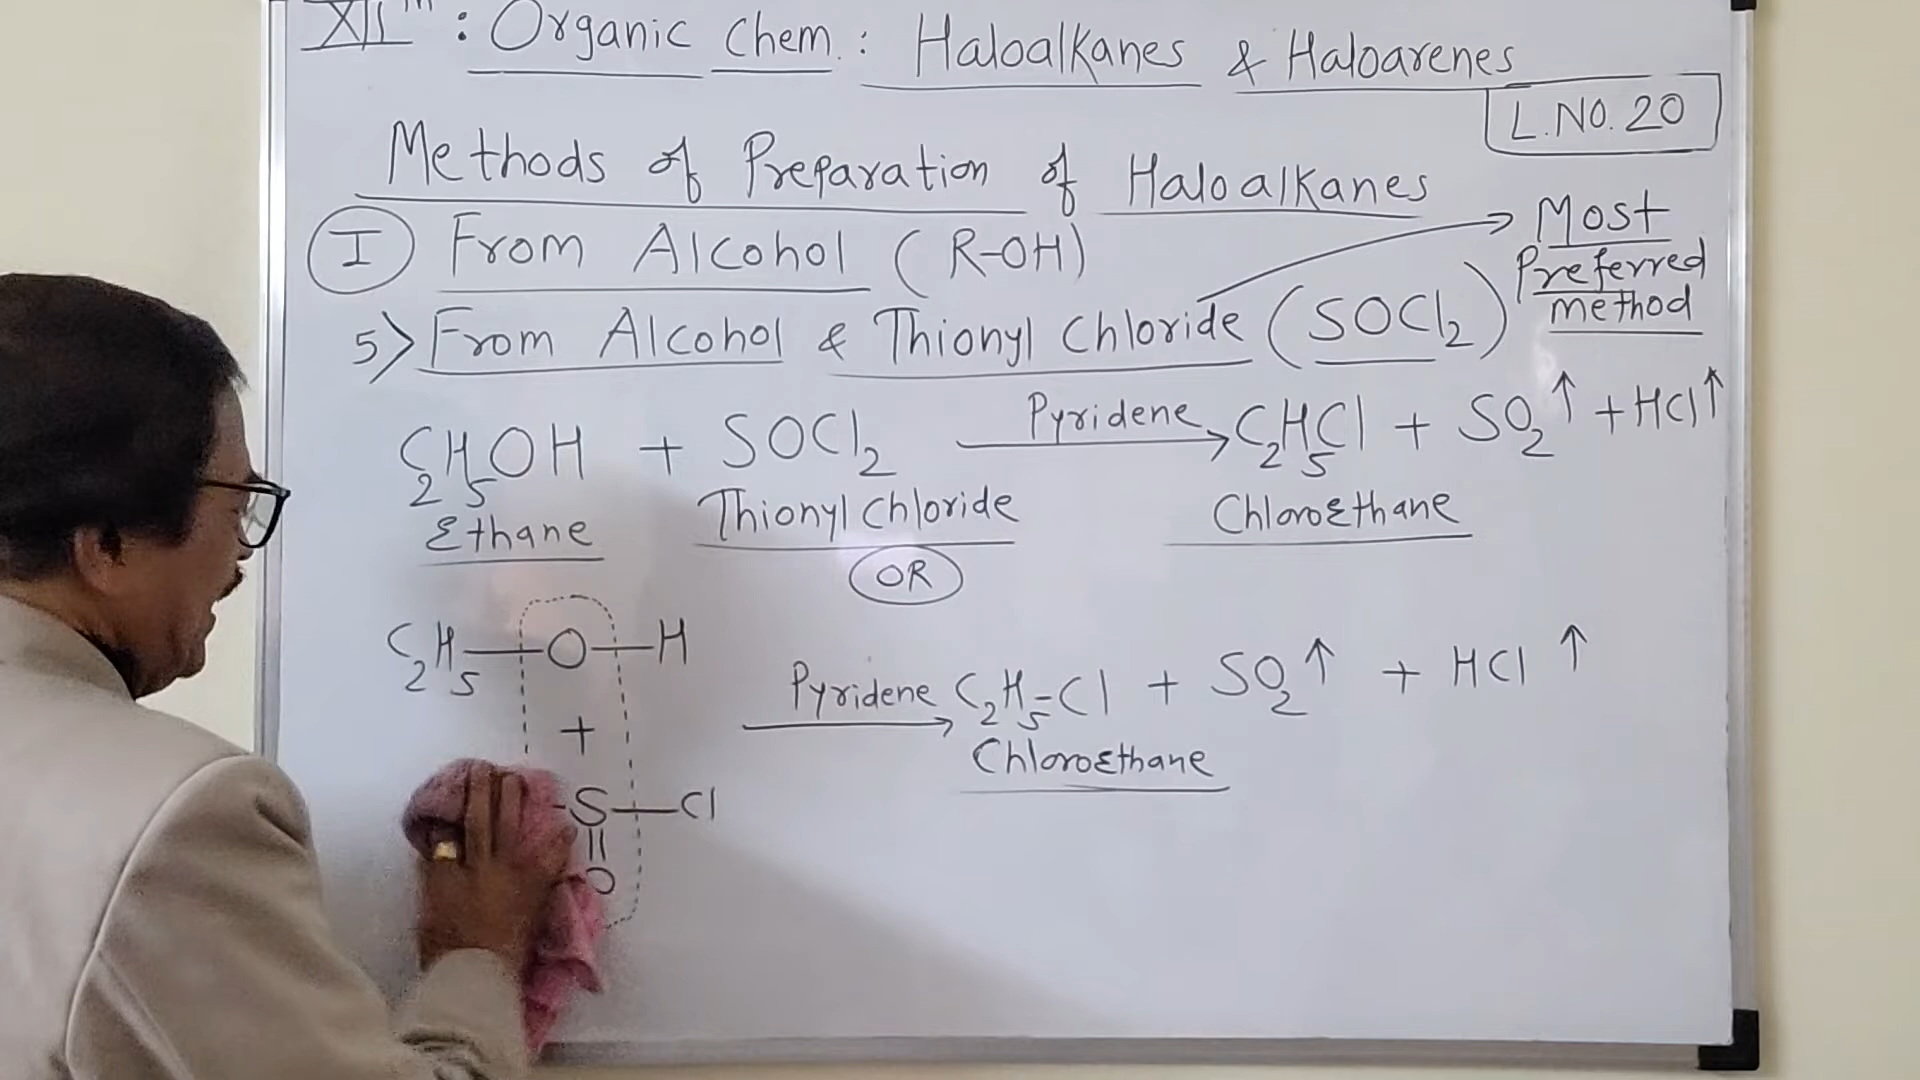 XIIth : Organic Chem : Haloalkanes & Haloarenes
L.NO. 20
Methods of Preparation of Haloalkanes
I From Alcohol (R-OH)
Most
Preferred
method
5> From Alcohol & Thionyl Chloride (SOCl2)
C2H5OH + SOCl2 Pyridene → C2H5Cl + SO2↑ + HCl↑
Ethane Thionyl Chloride ChloroEthane
OR
C2H5—O—H
+
-S—Cl
||
O
Pyridene → C2H5-Cl + SO2↑ + HCl↑
ChloroEthane